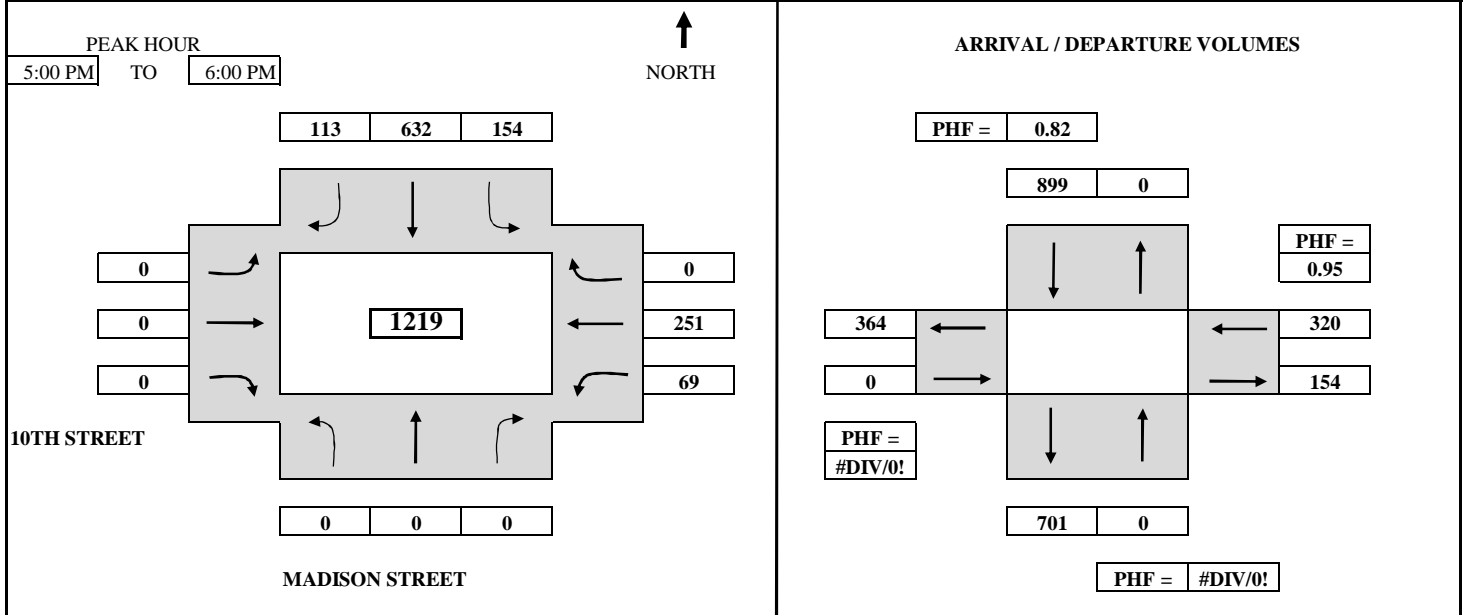 PEAK HOUR
5:00 PM TO 6:00 PM
NORTH
113 632 154
0 0
0 1219 251
0 69
10TH STREET
0 0 0
MADISON STREET
ARRIVAL / DEPARTURE VOLUMES
PHF = 0.82
899 0
PHF =
0.95
364 320
0 154
PHF =
#DIV/0!
701 0
PHF = #DIV/0!